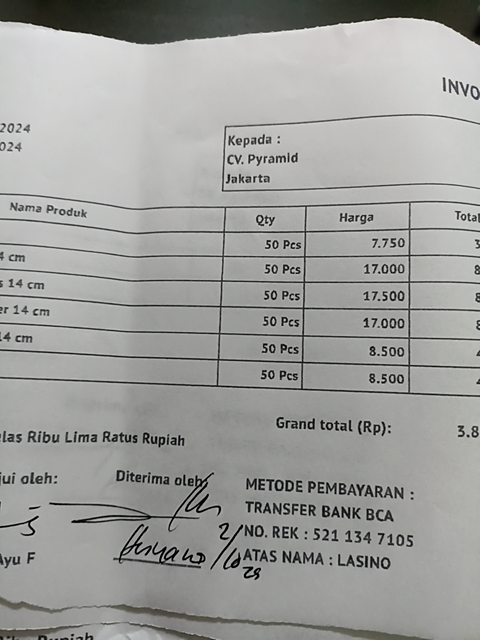 INVO
2024
024
Kepada :
CV. Pyramid
Jakarta
Nama Produk Qty Harga Total
50 Pcs 7.750 3
4 cm 50 Pcs 17.000 8
s 14 cm 50 Pcs 17.500 8
er 14 cm 50 Pcs 17.000 8
14 cm 50 Pcs 8.500 4
50 Pcs 8.500 4
Grand total (Rp): 3.8
elas Ribu Lima Ratus Rupiah
jui oleh: Diterima oleh
Ayu F
METODE PEMBAYARAN :
TRANSFER BANK BCA
NO. REK : 521 134 7105
ATAS NAMA : LASINO
Rupiah